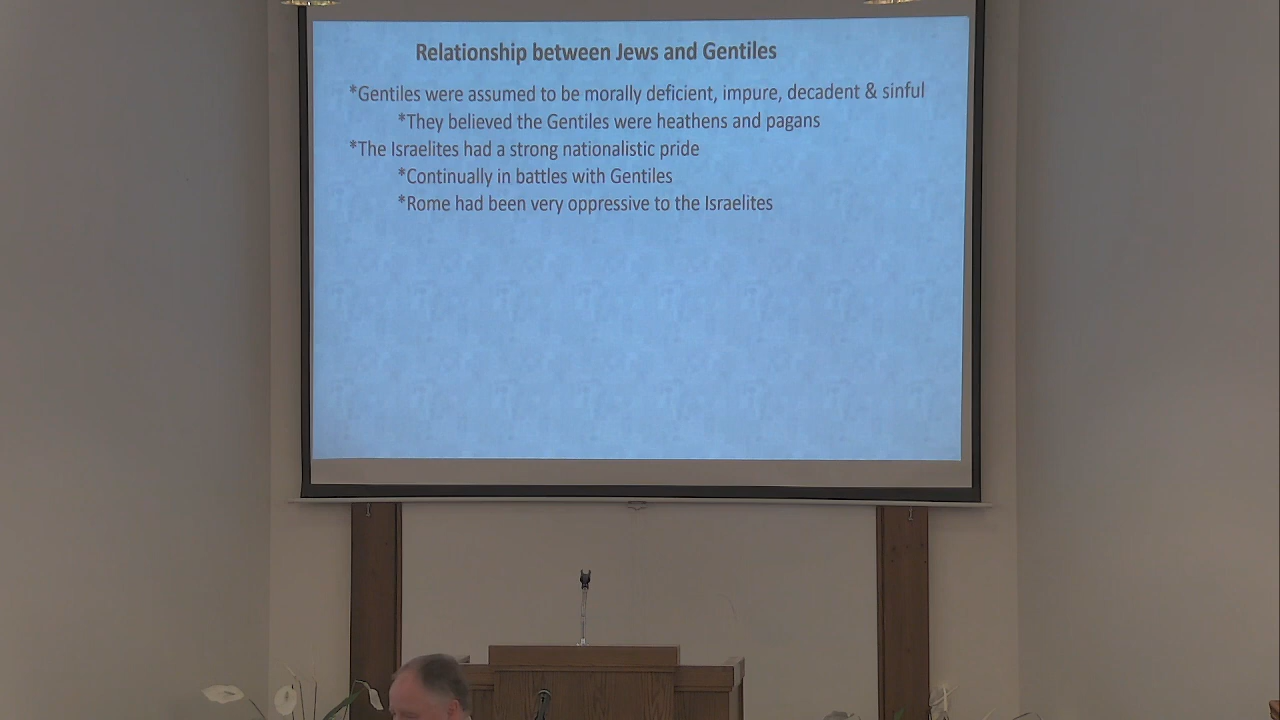 Relationship between Jews and Gentiles
*Gentiles were assumed to be morally deficient, impure, decadent & sinful
*They believed the Gentiles were heathens and pagans
*The Israelites had a strong nationalistic pride
*Continually in battles with Gentiles
*Rome had been very oppressive to the Israelites